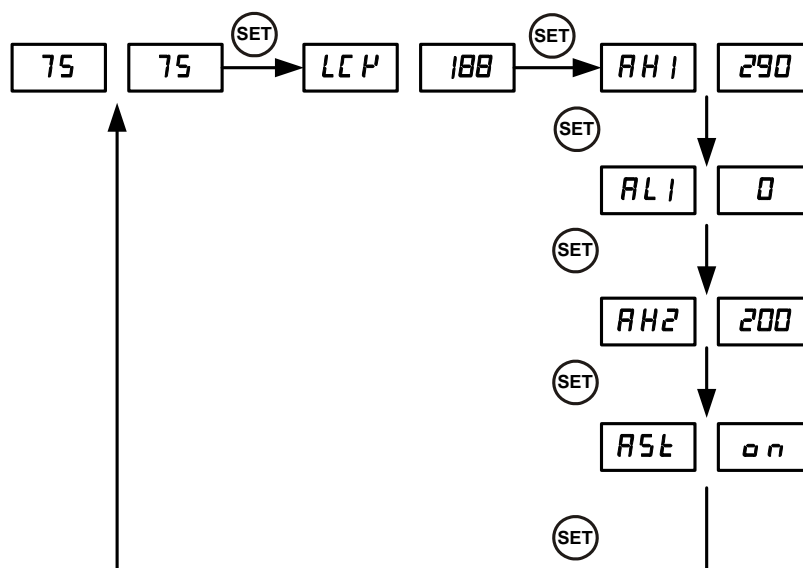 SET SET
75 75 LCK 188 AH1 290
SET
AL1 0
SET
AH2 200
SET
ASt on
SET